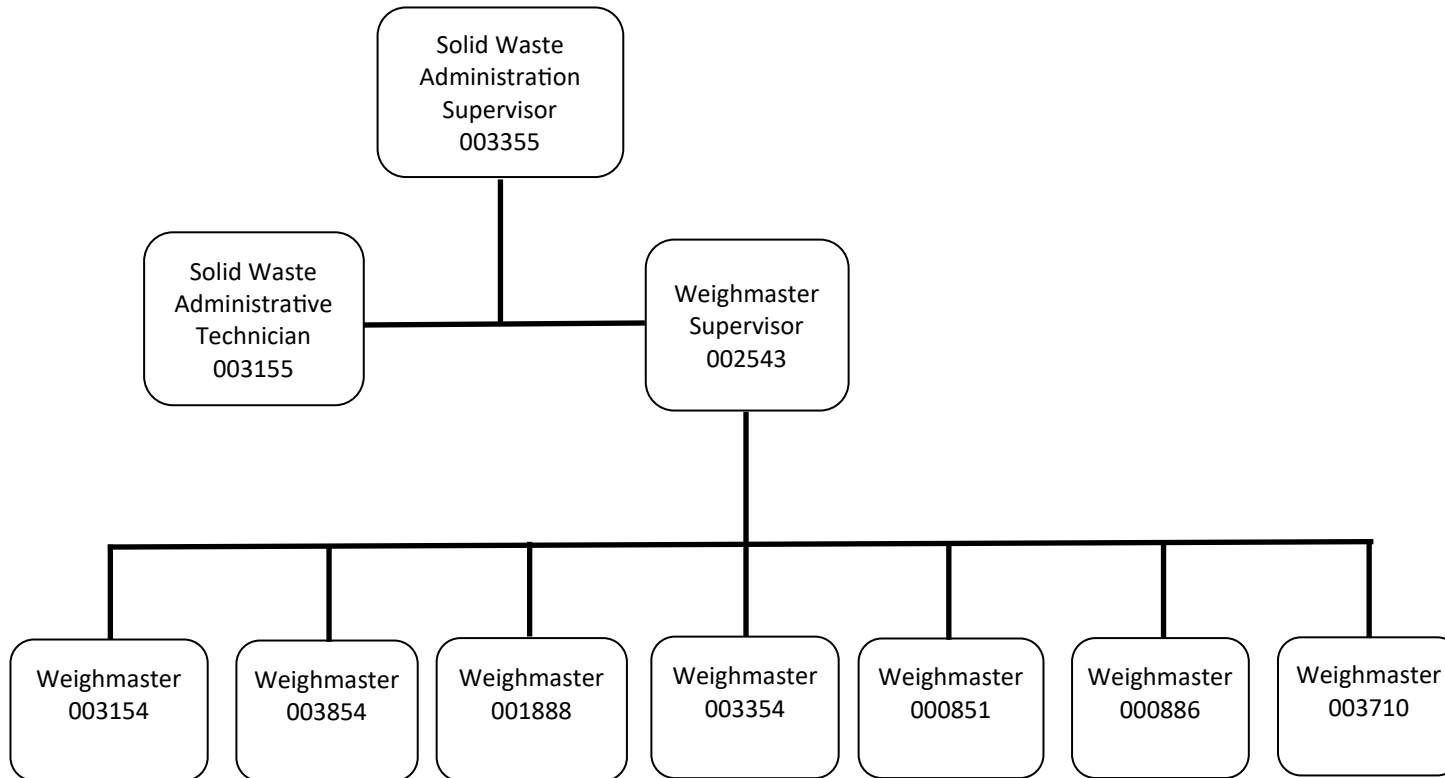 Solid Waste
Administration
Supervisor
003355
Solid Waste
Administrative
Technician
003155
Weighmaster
Supervisor
002543
Weighmaster
003154
Weighmaster
003854
Weighmaster
001888
Weighmaster
003354
Weighmaster
000851
Weighmaster
000886
Weighmaster
003710